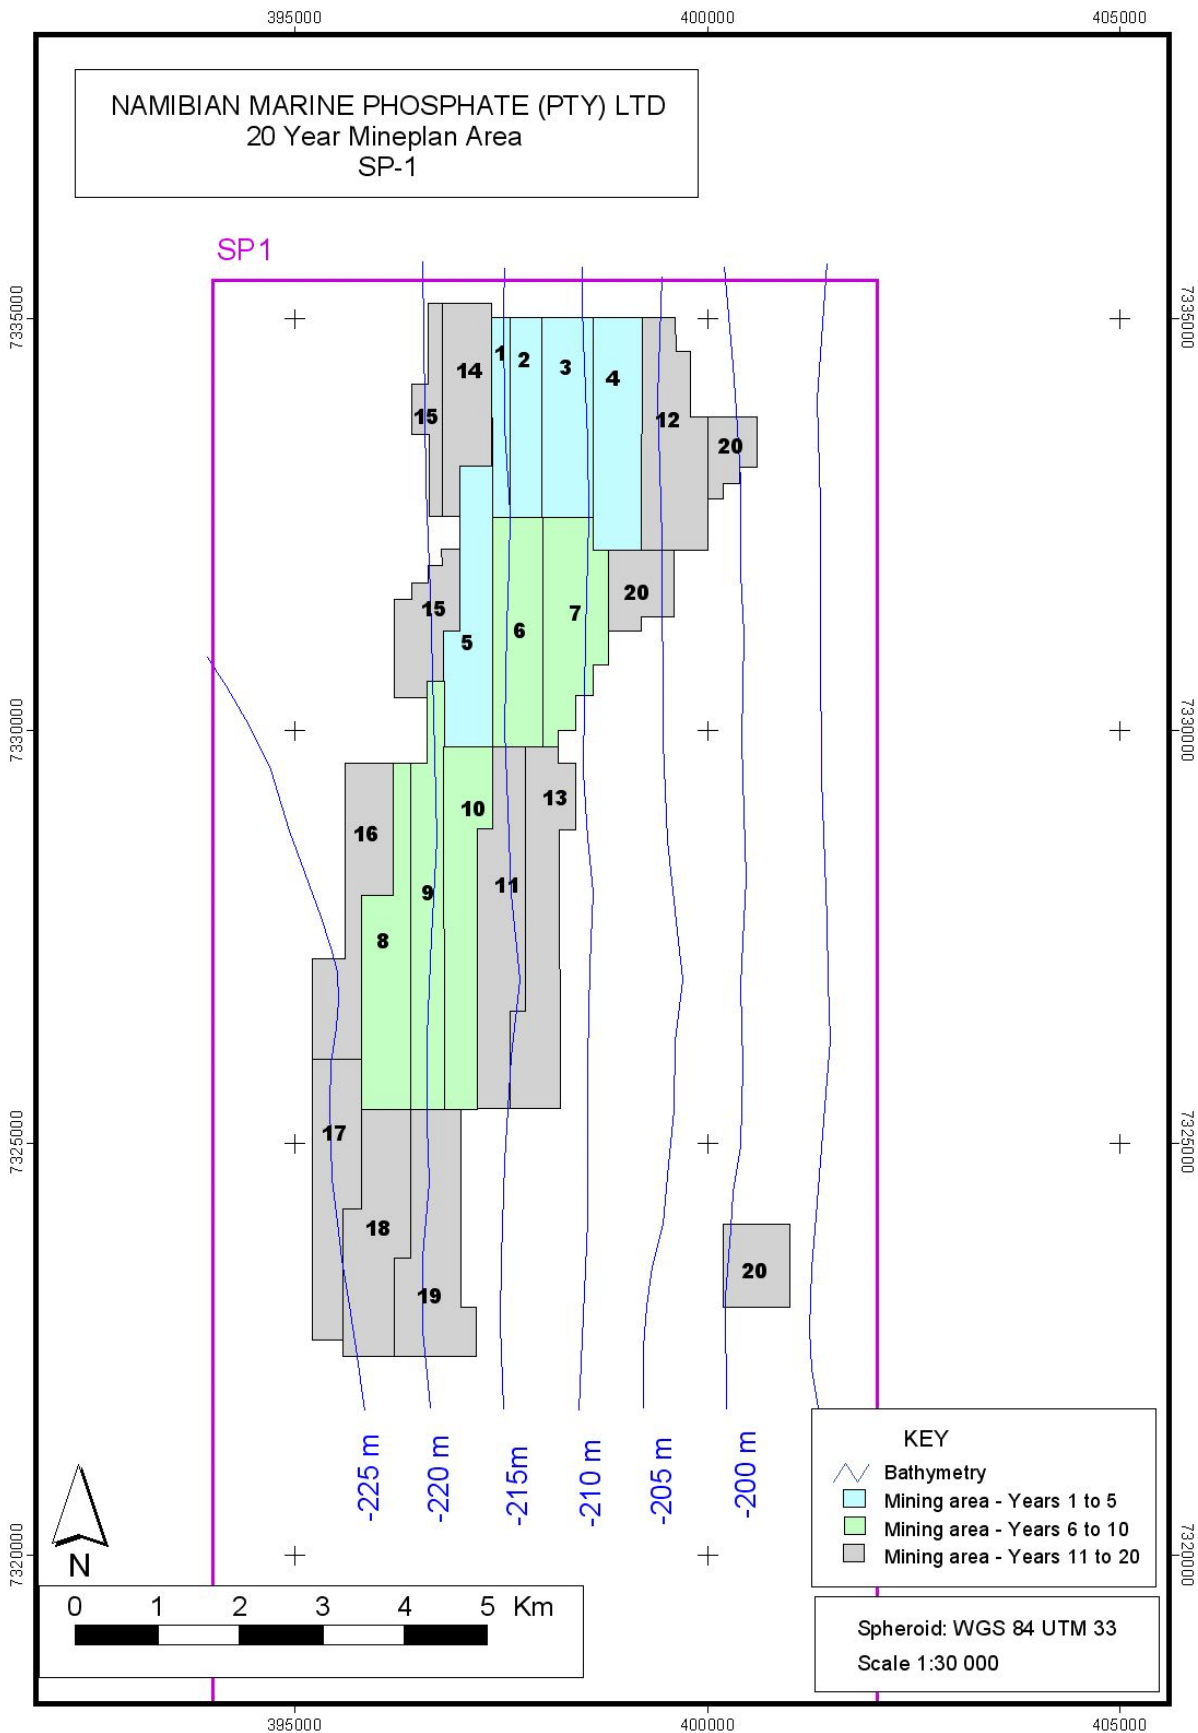 395000
400000
405000
NAMIBIAN MARINE PHOSPHATE (PTY) LTD
20 Year Mineplan Area
SP-1
SP1
7335000
7335000
1
2
3
4
14
15
12
20
15
5
6
7
20
7330000
7330000
16
10
13
11
9
8
17
18
19
20
7325000
7325000
-225 m
-220 m
-215m
-210 m
-205 m
-200 m
KEY
Bathymetry
Mining area - Years 1 to 5
Mining area - Years 6 to 10
Mining area - Years 11 to 20
N
7320000
7320000
0 1 2 3 4 5 Km
Spheroid: WGS 84 UTM 33
Scale 1:30 000
395000
400000
405000